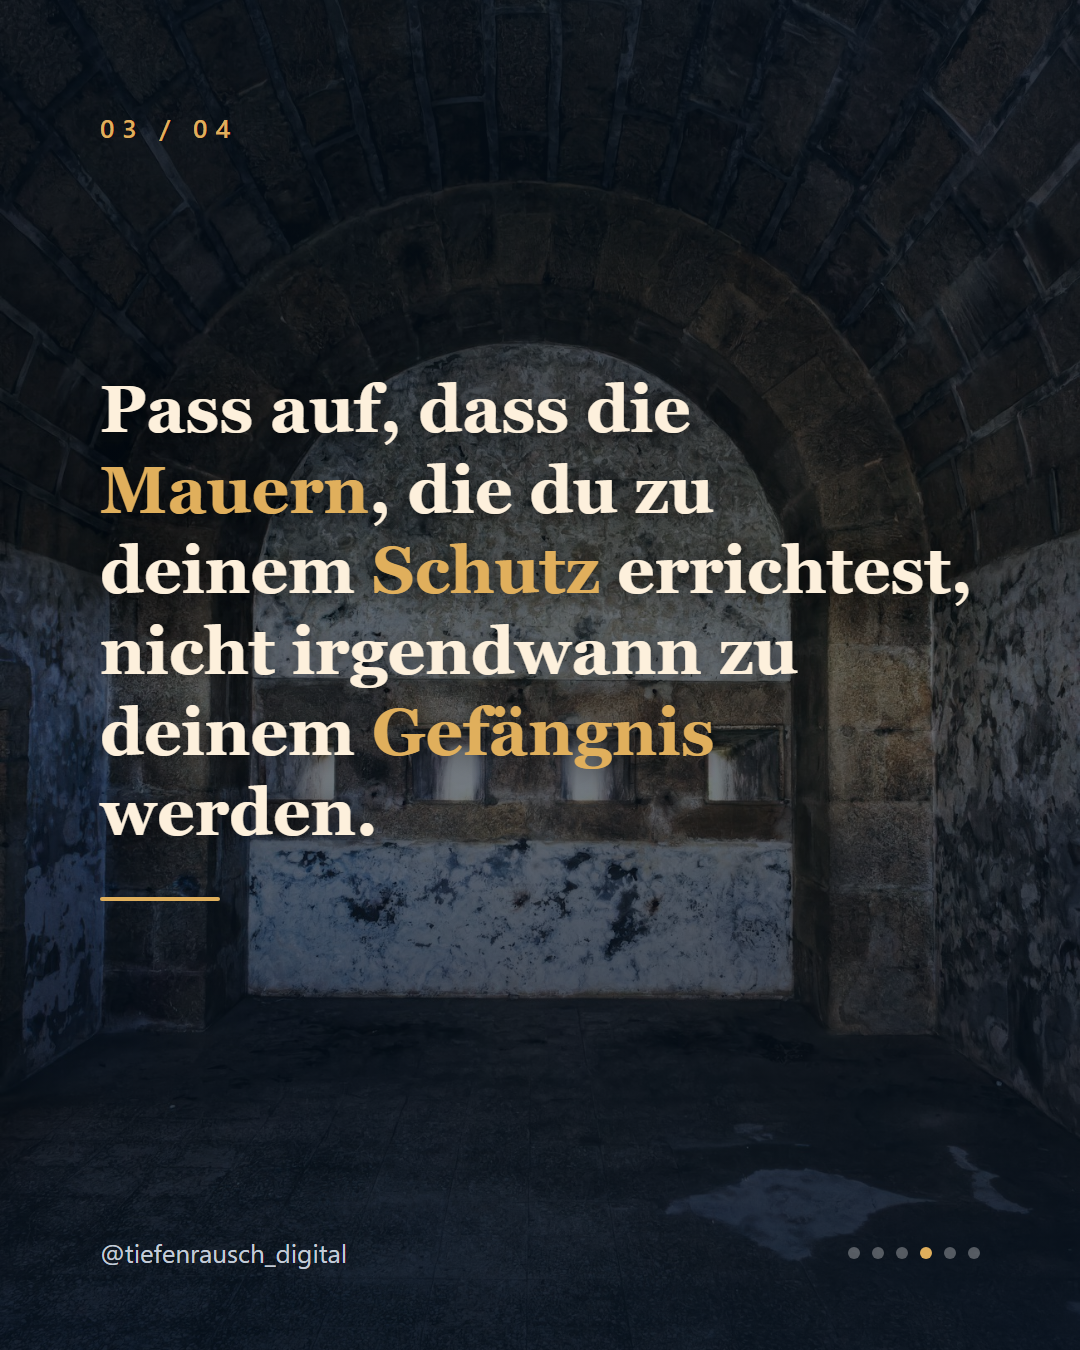 03 / 04
Pass auf, dass die
Mauern, die du zu
deinem Schutz errichtest,
nicht irgendwann zu
deinem Gefängnis
werden.
@tiefenrausch_digital